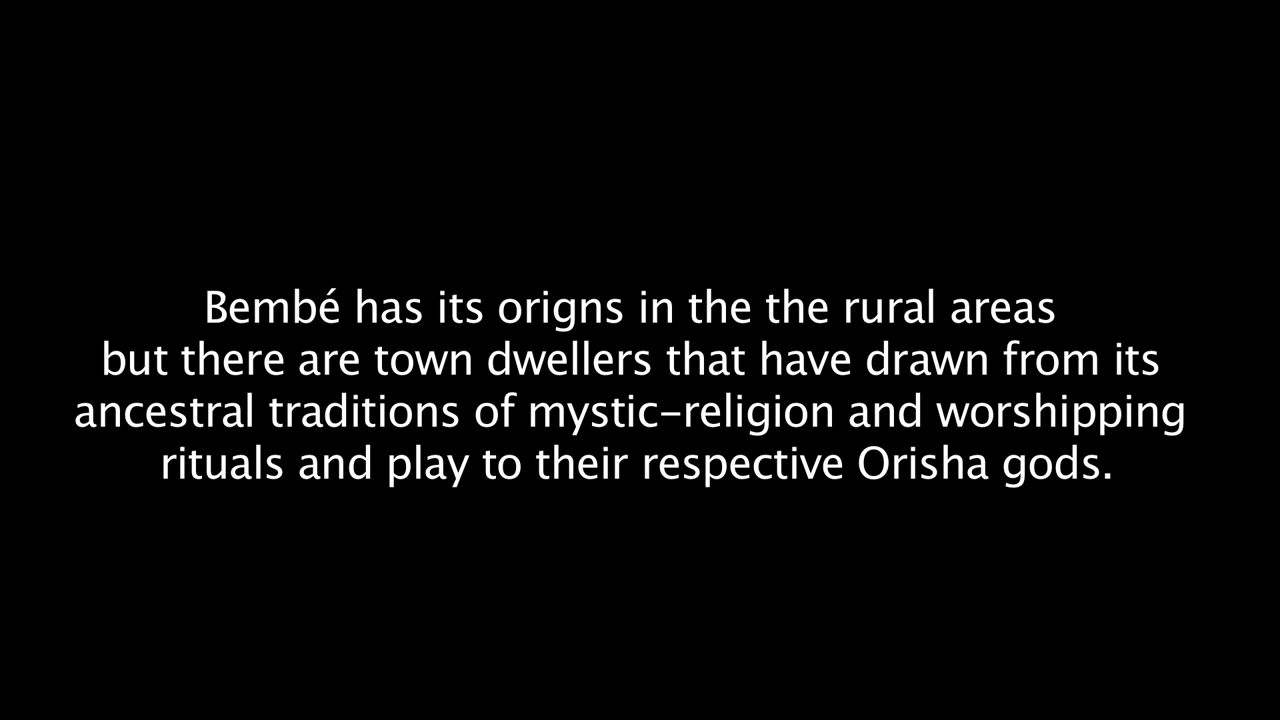 Bembé has its origns in the the rural areas
but there are town dwellers that have drawn from its
ancestral traditions of mystic-religion and worshipping
rituals and play to their respective Orisha gods.